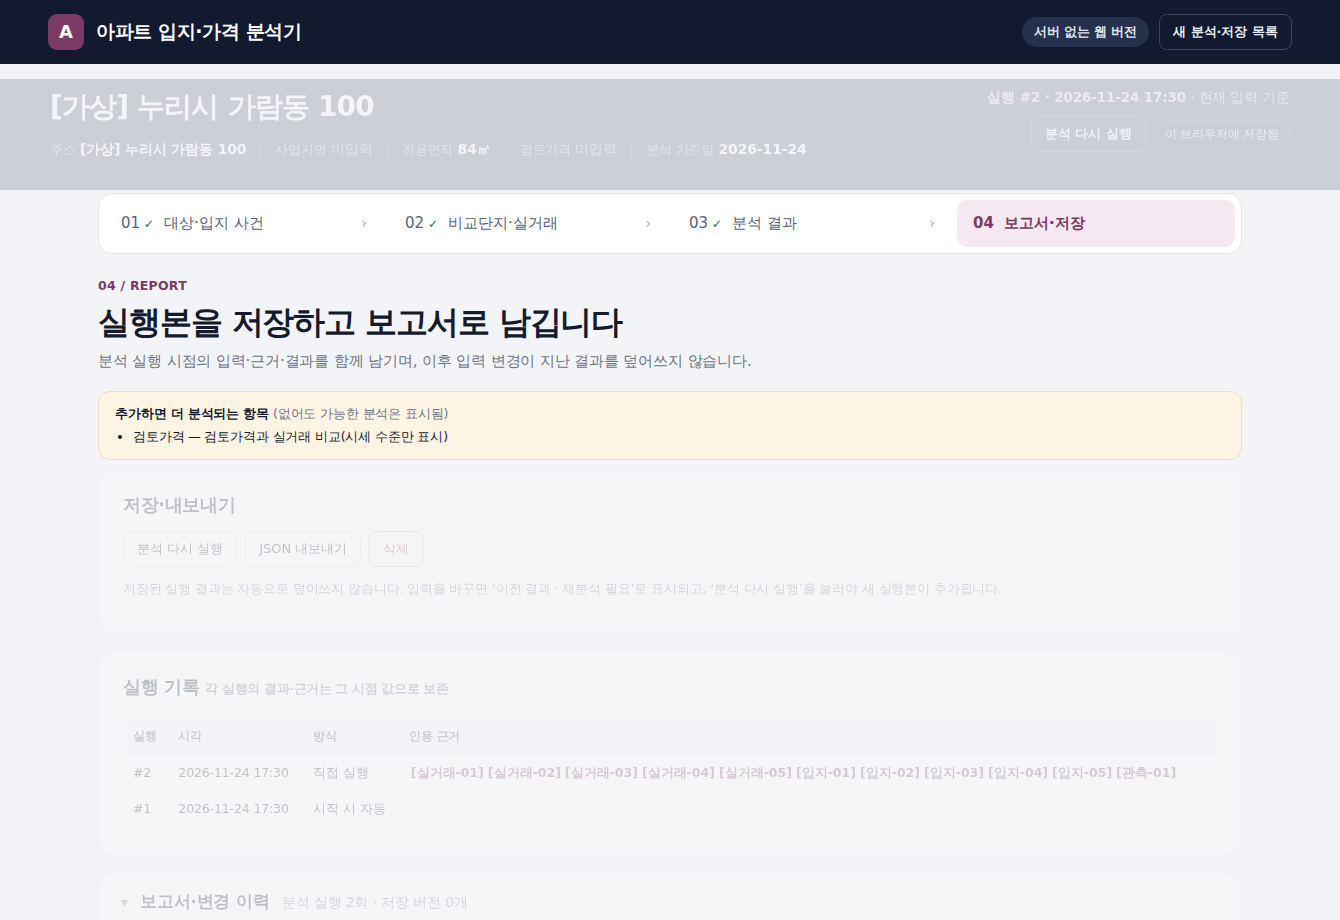 A 아파트 입지·가격 분석기
서버 없는 웹 버전
새 분석·저장 목록
[가상] 누리시 가람동 100
실행 #2 · 2026-11-24 17:30 · 현재 입력 기준
분석 다시 실행
이 브라우저에 저장됨
주소 [가상] 누리시 가람동 100
사업지명 미입력
전용면적 84㎡
검토가격 미입력
분석 기준일 2026-11-24
01 ✓ 대상·입지 사건 ›
02 ✓ 비교단지·실거래 ›
03 ✓ 분석 결과 ›
04 보고서·저장
04 / REPORT
실행본을 저장하고 보고서로 남깁니다
분석 실행 시점의 입력·근거·결과를 함께 남기며, 이후 입력 변경이 지난 결과를 덮어쓰지 않습니다.
추가하면 더 분석되는 항목 (없어도 가능한 분석은 표시됨)
• 검토가격 — 검토가격과 실거래 비교(시세 수준만 표시)
저장·내보내기
분석 다시 실행
JSON 내보내기
삭제
저장된 실행 결과는 자동으로 덮어쓰지 않습니다. 입력을 바꾸면 ‘이전 결과 · 재분석 필요’로 표시되고, ‘분석 다시 실행’을 눌러야 새 실행본이 추가됩니다.
실행 기록 각 실행의 결과·근거는 그 시점 값으로 보존
실행 시각 방식 인용 근거
#2 2026-11-24 17:30 직접 실행 [실거래-01] [실거래-02] [실거래-03] [실거래-04] [실거래-05] [입지-01] [입지-02] [입지-03] [입지-04] [입지-05] [관측-01]
#1 2026-11-24 17:30 시작 시 자동
▼ 보고서·변경 이력 분석 실행 2회 · 저장 버전 0개